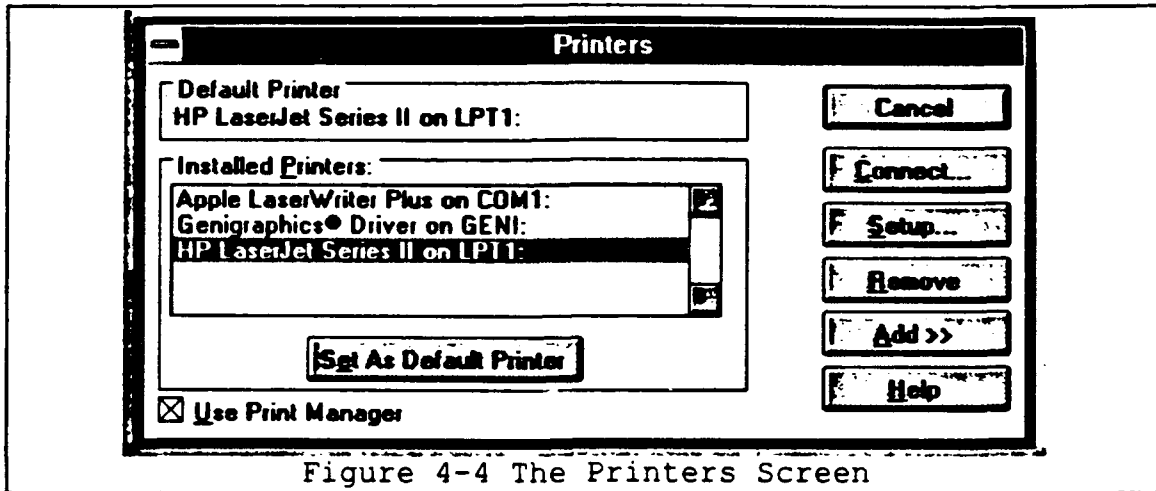 Printers
Default Printer
HP LaserJet Series II on LPT1:
Cancel
Installed Printers:
Apple LaserWriter Plus on COM1:
Genigraphics® Driver on GENI:
HP LaserJet Series II on LPT1:
Connect...
Setup...
Remove
Add >>
Help
Set As Default Printer
Use Print Manager
Figure 4-4 The Printers Screen